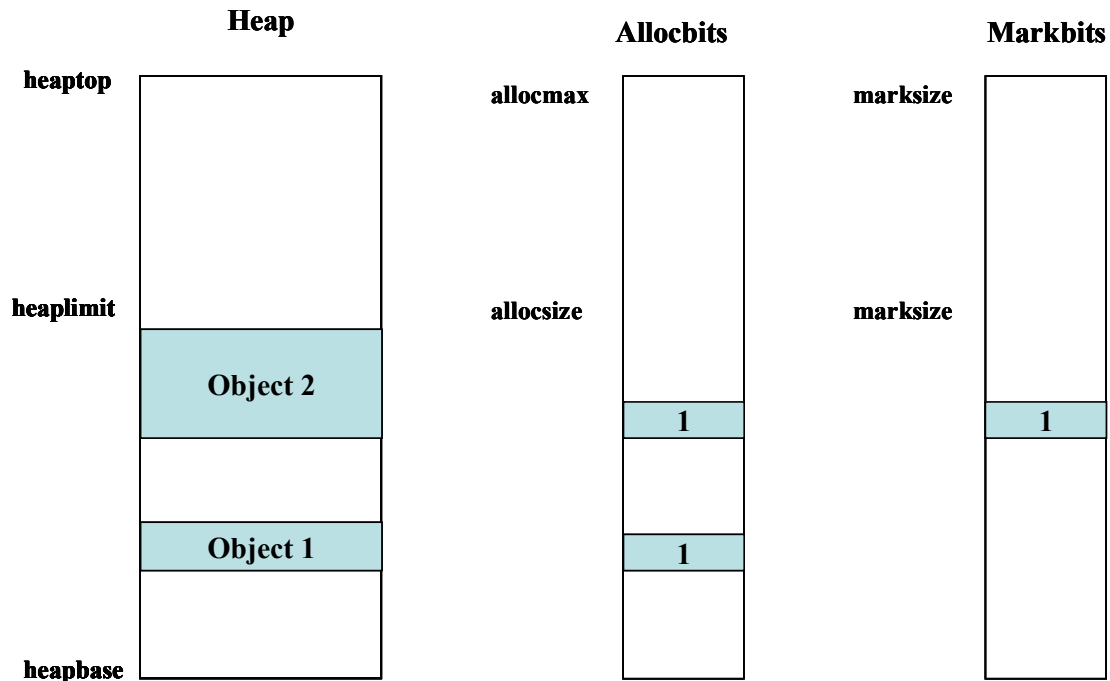 Heap
Allocbits
Markbits
heaptop
allocmax
marksize
heaplimit
allocsize
marksize
Object 2
1
1
Object 1
1
heapbase